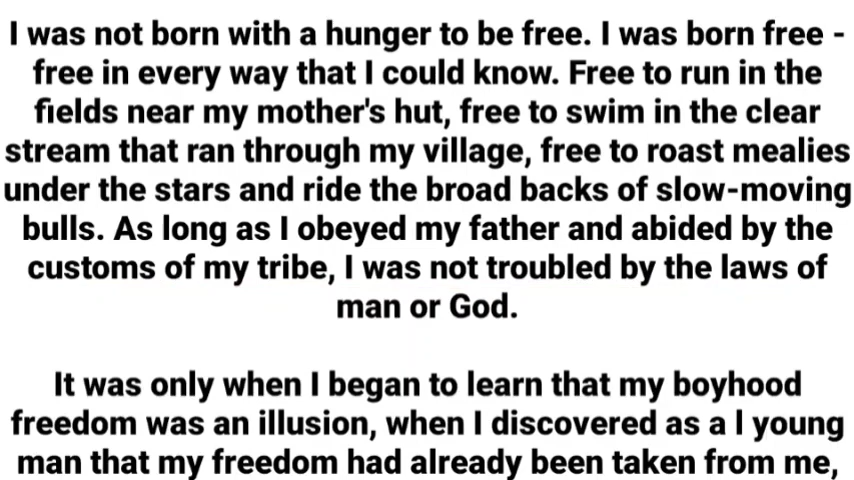 I was not born with a hunger to be free. I was born free -
free in every way that I could know. Free to run in the
fields near my mother's hut, free to swim in the clear
stream that ran through my village, free to roast mealies
under the stars and ride the broad backs of slow-moving
bulls. As long as I obeyed my father and abided by the
customs of my tribe, I was not troubled by the laws of
man or God.
It was only when I began to learn that my boyhood
freedom was an illusion, when I discovered as a l young
man that my freedom had already been taken from me,